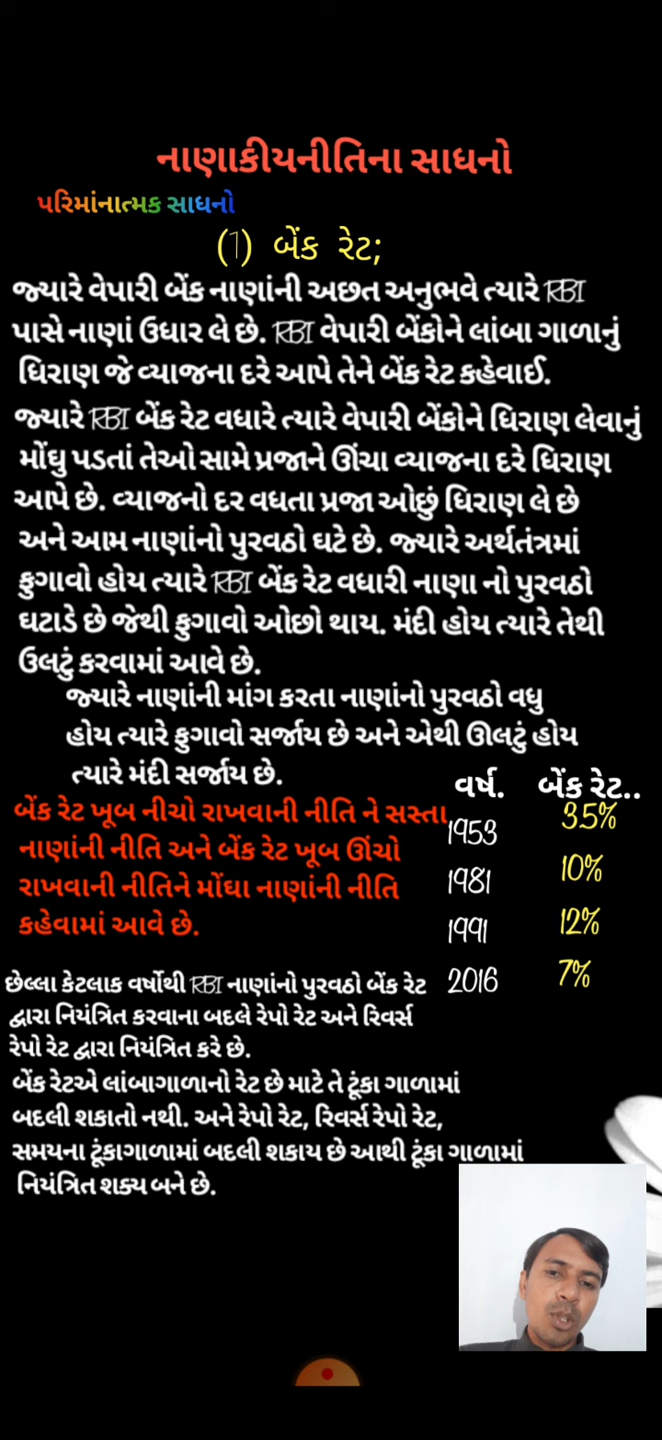 નાણાકીયનીતિના સાધનો
પરિમાંનાત્મક સાધનો
(1) બેંક રેટ;
જ્યારે વેપારી બેંક નાણાંની અછત અનુભવે ત્યારે RBI
પાસે નાણાં ઉધાર લે છે. RBI વેપારી બેંકોને લાંબા ગાળાનું
ધિરાણ જે વ્યાજના દરે આપે તેને બેંક રેટ કહેવાઈ.
જ્યારે RBI બેંક રેટ વધારે ત્યારે વેપારી બેંકોને ધિરાણ લેવાનું
મોંઘુ પડતાં તેઓ સામે પ્રજાને ઊંચા વ્યાજના દરે ધિરાણ
આપે છે. વ્યાજનો દર વધતા પ્રજા ઓછું ધિરાણ લે છે
અને આમ નાણાંનો પુરવઠો ઘટે છે. જ્યારે અર્થતંત્રમાં
ફુગાવો હોય ત્યારે RBI બેંક રેટ વધારી નાણા નો પુરવઠો
ઘટાડે છે જેથી ફુગાવો ઓછો થાય. મંદી હોય ત્યારે તેથી
ઉલટું કરવામાં આવે છે.
જ્યારે નાણાંની માંગ કરતા નાણાંનો પુરવઠો વધુ
હોય ત્યારે ફુગાવો સર્જાય છે અને એથી ઊલટું હોય
ત્યારે મંદી સર્જાય છે.
બેંક રેટ ખૂબ નીચો રાખવાની નીતિ ને સસ્તા
નાણાંની નીતિ અને બેંક રેટ ખૂબ ઊંચો
રાખવાની નીતિને મોંઘા નાણાંની નીતિ
કહેવામાં આવે છે.
વર્ષ. બેંક રેટ..
1953 3.5%
1981 10%
1991 12%
2016 7%
છેલ્લા કેટલાક વર્ષોથી RBI નાણાંનો પુરવઠો બેંક રેટ
દ્વારા નિયંત્રિત કરવાના બદલે રેપો રેટ અને રિવર્સ
રેપો રેટ દ્વારા નિયંત્રિત કરે છે.
બેંક રેટએ લાંબાગાળાનો રેટ છે માટે તે ટૂંકા ગાળામાં
બદલી શકાતો નથી. અને રેપો રેટ, રિવર્સ રેપો રેટ,
સમયના ટૂંકાગાળામાં બદલી શકાય છે આથી ટૂંકા ગાળામાં
નિયંત્રિત શક્ય બને છે.